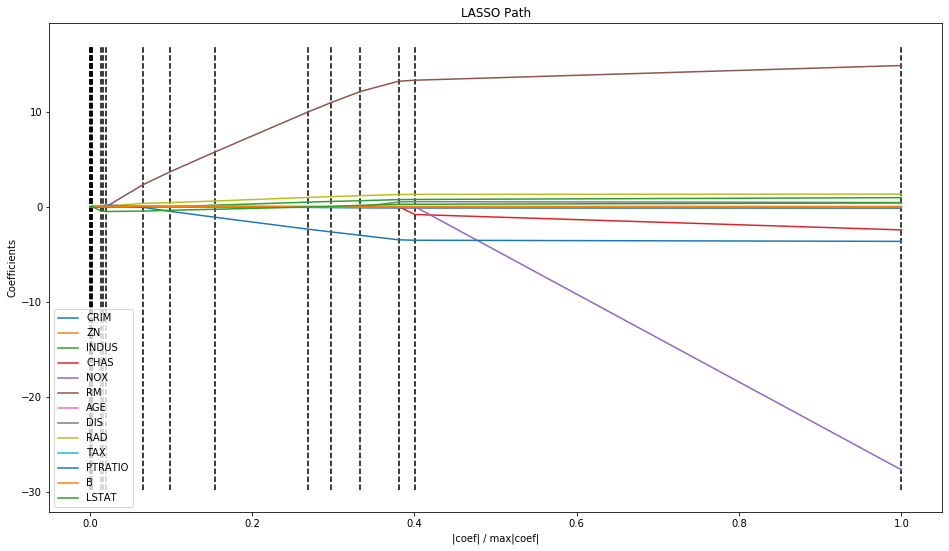 LASSO Path
Coefficients
10
0
−10
−20
−30
CRIM
ZN
INDUS
CHAS
NOX
RM
AGE
DIS
RAD
TAX
PTRATIO
B
LSTAT
0.0 0.2 0.4 0.6 0.8 1.0
|coef| / max|coef|